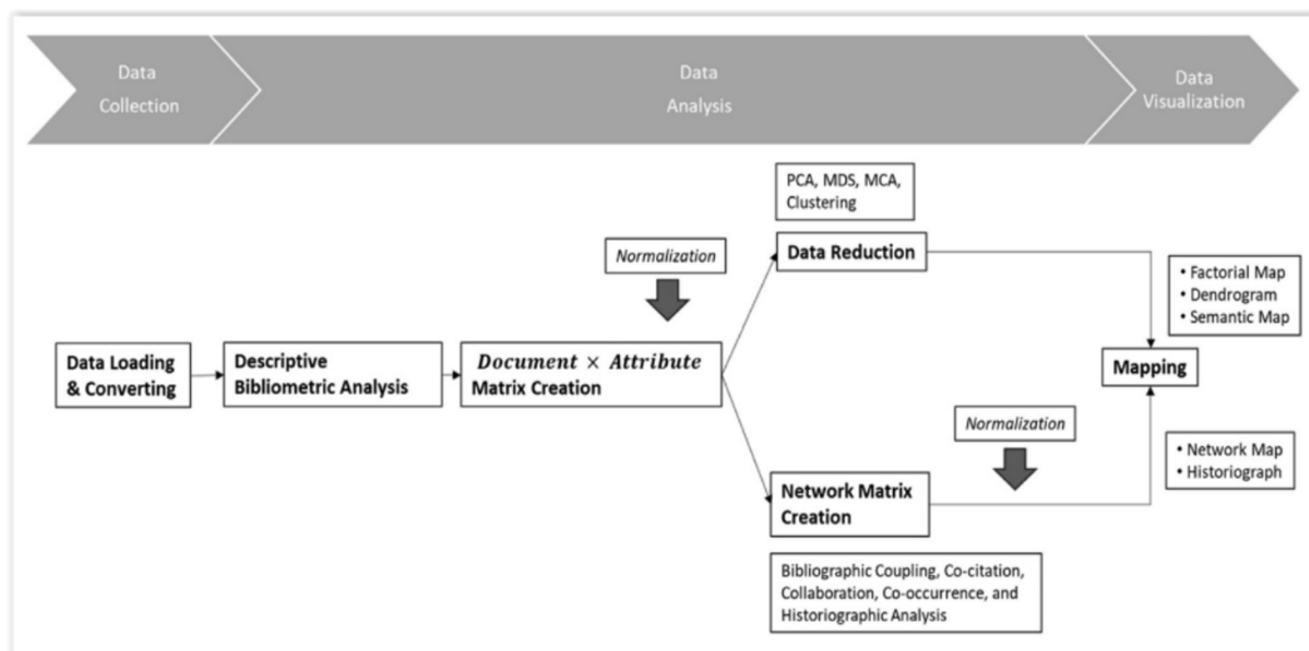 Data
Collection
Data
Analysis
Data
Visualization
PCA, MDS, MCA,
Clustering
Normalization
Data Reduction
• Factorial Map
• Dendrogram
• Semantic Map
Data Loading
& Converting
Descriptive
Bibliometric Analysis
Document × Attribute
Matrix Creation
Mapping
Normalization
• Network Map
• Historiograph
Network Matrix
Creation
Bibliographic Coupling, Co-citation,
Collaboration, Co-occurrence, and
Historiographic Analysis